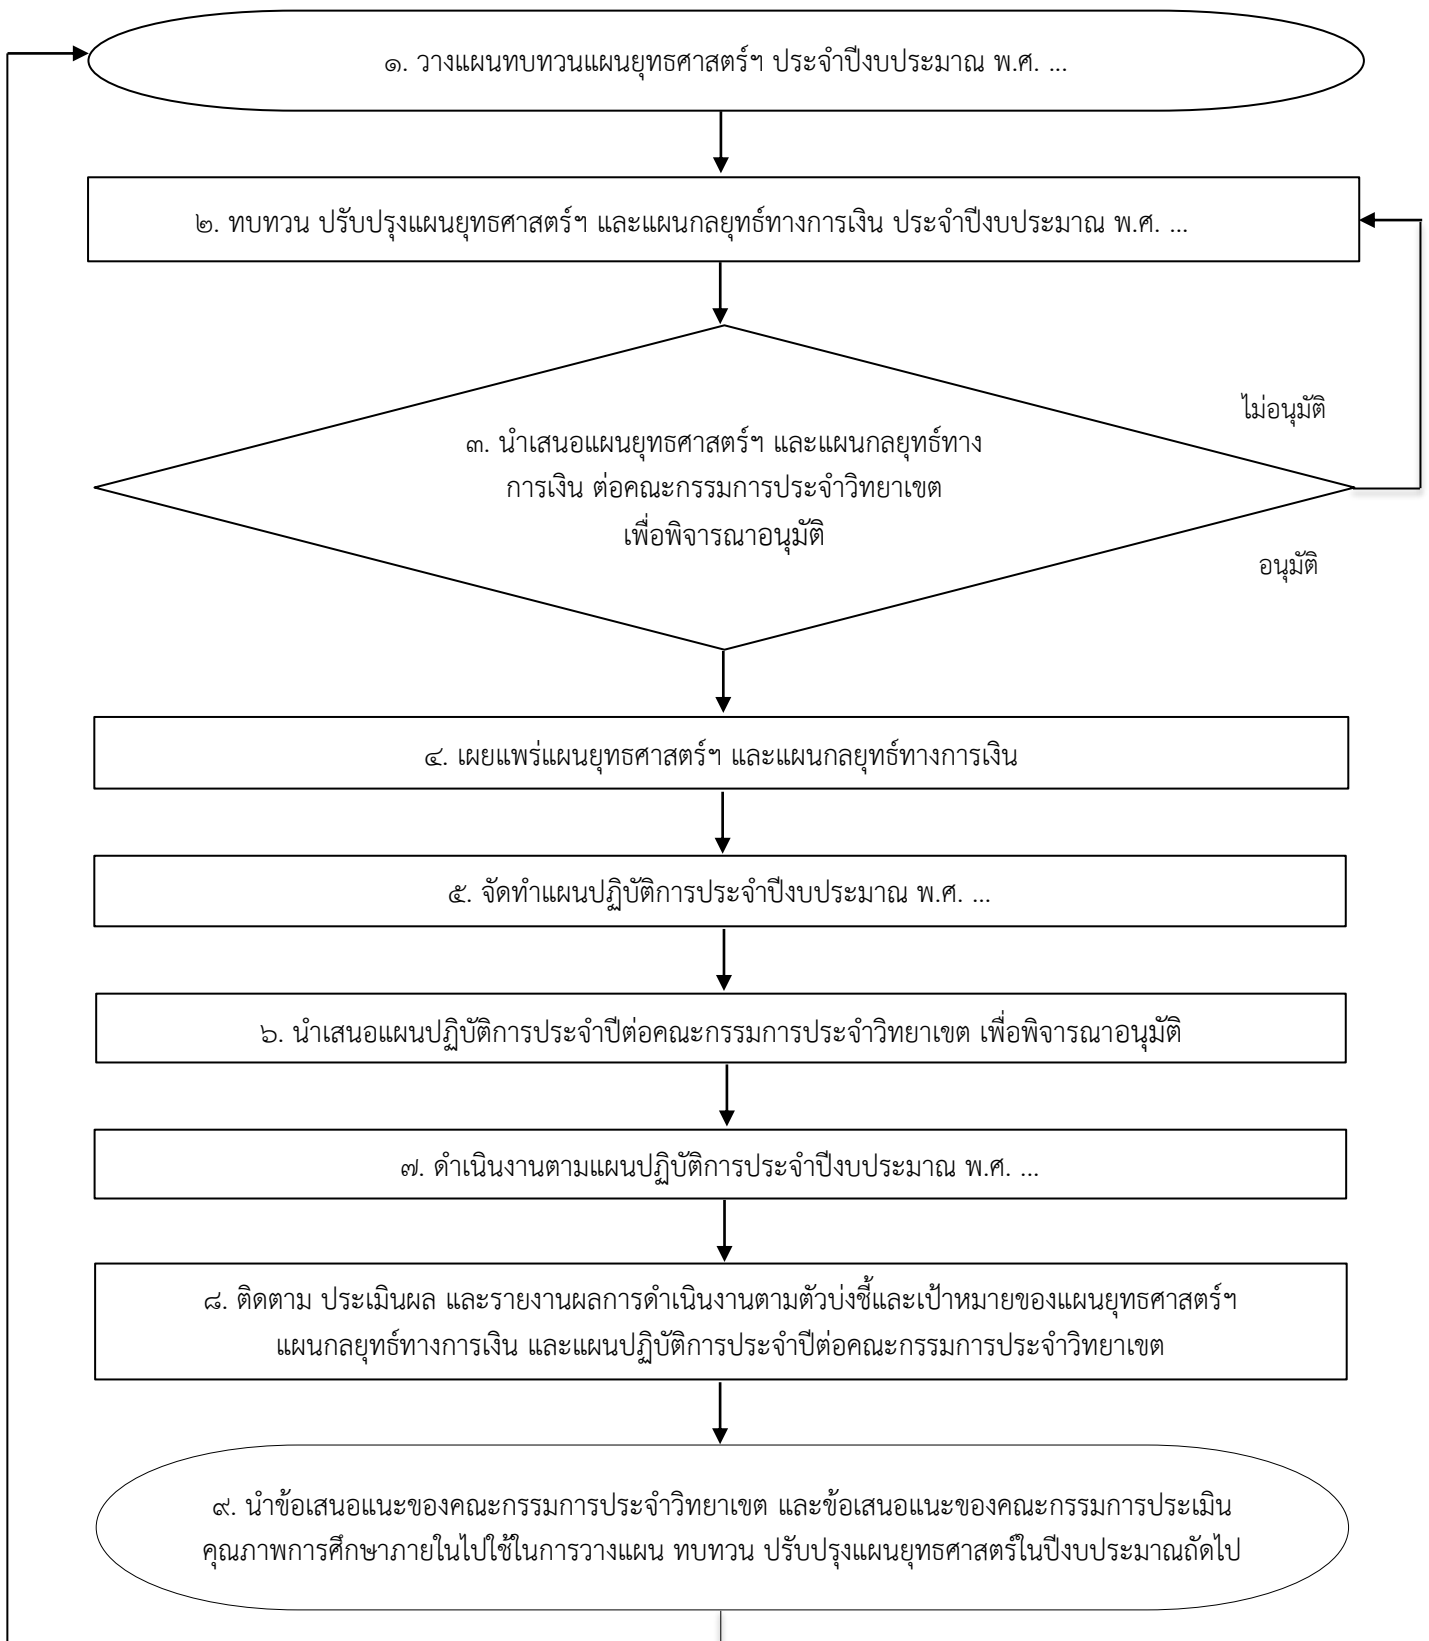 ๑. วางแผนทบทวนแผนยุทธศาสตร์ฯ ประจำปีงบประมาณ พ.ศ. ...
๒. ทบทวน ปรับปรุงแผนยุทธศาสตร์ฯ และแผนกลยุทธ์ทางการเงิน ประจำปีงบประมาณ พ.ศ. ...
ไม่อนุมัติ
๓. นำเสนอแผนยุทธศาสตร์ฯ และแผนกลยุทธ์ทาง
การเงิน ต่อคณะกรรมการประจำวิทยาเขต
เพื่อพิจารณาอนุมัติ
อนุมัติ
๔. เผยแพร่แผนยุทธศาสตร์ฯ และแผนกลยุทธ์ทางการเงิน
๕. จัดทำแผนปฏิบัติการประจำปีงบประมาณ พ.ศ. ...
๖. นำเสนอแผนปฏิบัติการประจำปีต่อคณะกรรมการประจำวิทยาเขต เพื่อพิจารณาอนุมัติ
๗. ดำเนินงานตามแผนปฏิบัติการประจำปีงบประมาณ พ.ศ. ...
๘. ติดตาม ประเมินผล และรายงานผลการดำเนินงานตามตัวบ่งชี้และเป้าหมายของแผนยุทธศาสตร์ฯ
แผนกลยุทธ์ทางการเงิน และแผนปฏิบัติการประจำปีต่อคณะกรรมการประจำวิทยาเขต
๙. นำข้อเสนอแนะของคณะกรรมการประจำวิทยาเขต และข้อเสนอแนะของคณะกรรมการประเมิน
คุณภาพการศึกษาภายในไปใช้ในการวางแผน ทบทวน ปรับปรุงแผนยุทธศาสตร์ในปีงบประมาณถัดไป